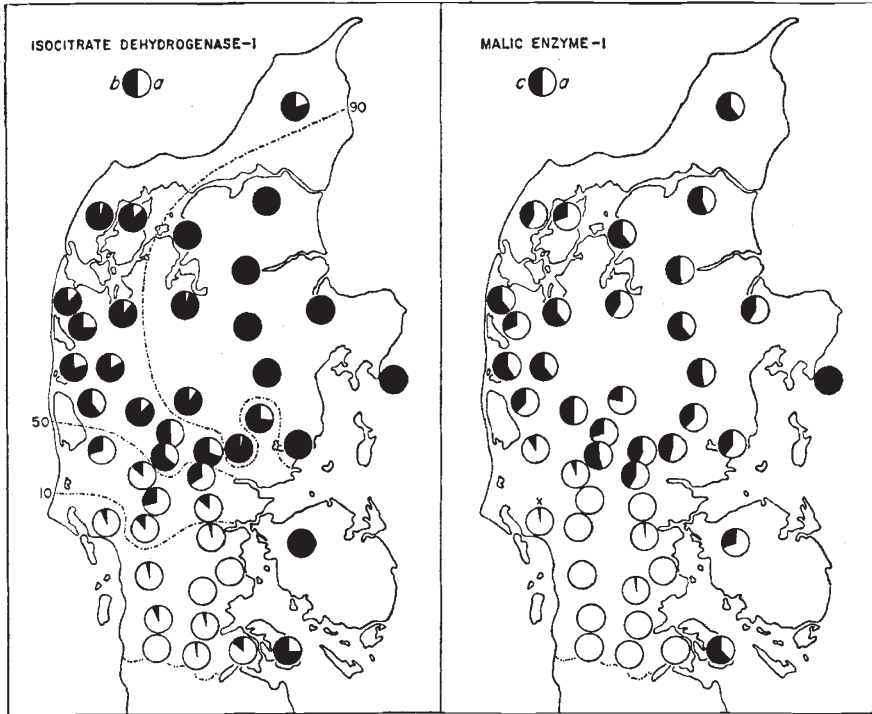 ISOCITRATE DEHYDROGENASE-1
b a
90
50
10
MALIC ENZYME-1
c a
x